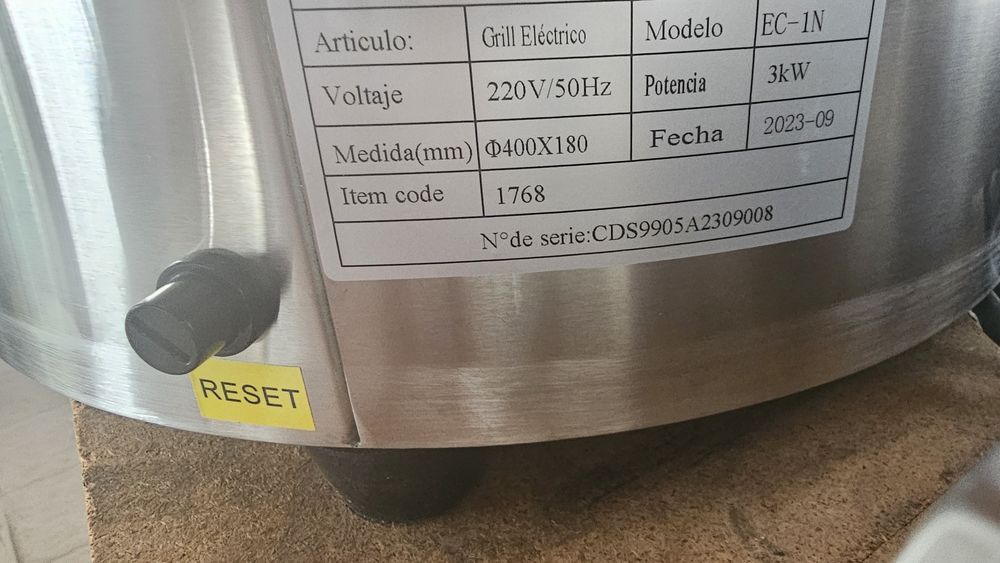 Articulo: Grill Eléctrico Modelo EC-1N
Voltaje 220V/50Hz Potencia 3kW
Medida(mm) Φ400X180 Fecha 2023-09
Item code 1768
N°de serie:CDS9905A2309008
RESET